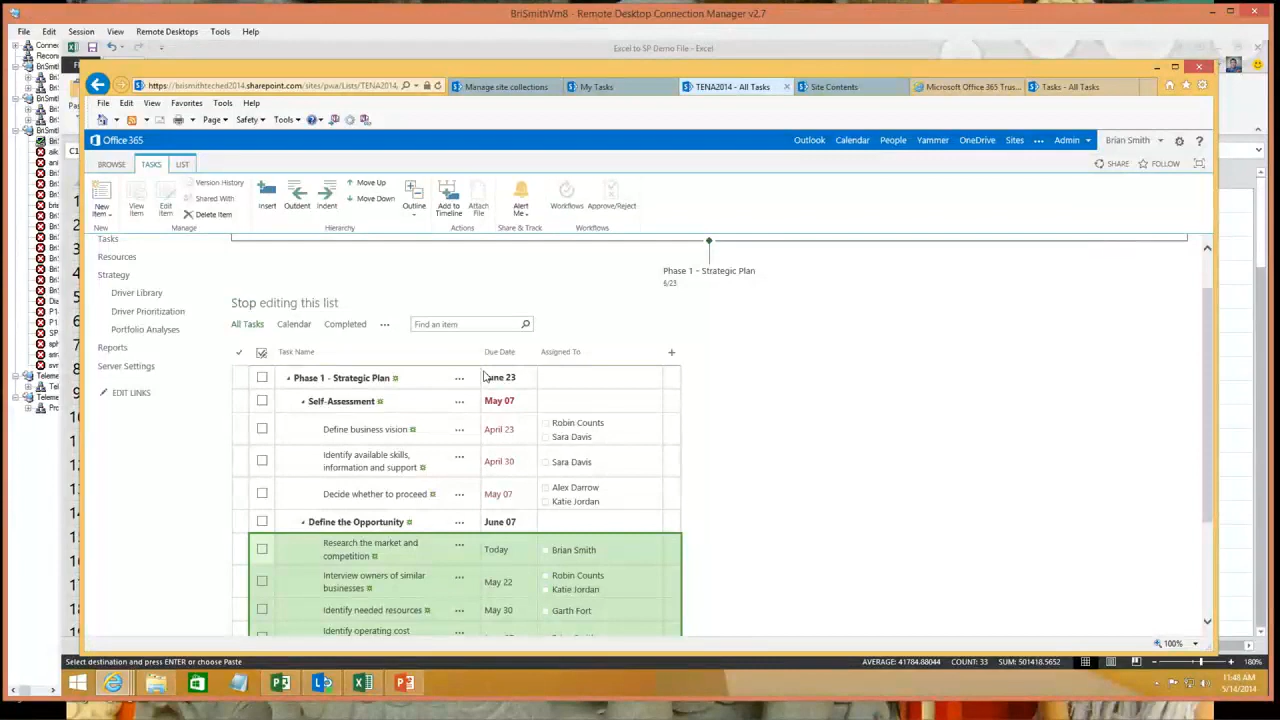 BriSmithVm8 - Remote Desktop Connection Manager v2.7
File Edit Session View Remote Desktops Tools Help
Excel to SP Demo File - Excel
https://brismithteched2014.sharepoint.com/sites/pwa/Lists/TENA2014,
Manage site collections
My Tasks
TENA2014 - All Tasks
Site Contents
Microsoft Office 365 Trus...
Tasks - All Tasks
File Edit View Favorites Tools Help
Page Safety Tools
Office 365
Outlook Calendar People Yammer OneDrive Sites ... Admin Brian Smith ?
BROWSE TASKS LIST
SHARE FOLLOW
New Item
View Item
Edit Item
Version History
Shared With
Delete Item
Insert
Outdent
Indent
Move Up
Move Down
Outline
Add to Timeline
Attach File
Alert Me
Workflows
Approve/Reject
New Manage Hierarchy Actions Share & Track Workflows
Tasks
Resources
Strategy
Driver Library
Driver Prioritization
Portfolio Analyses
Reports
Server Settings
EDIT LINKS
Phase 1 - Strategic Plan
6/23
Stop editing this list
All Tasks Calendar Completed ... Find an item
Task Name Due Date Assigned To +
Phase 1 - Strategic Plan ... June 23
Self-Assessment ... May 07
Define business vision ... April 23 Robin Counts
Sara Davis
Identify available skills,
information and support ... April 30 Sara Davis
Decide whether to proceed ... May 07 Alex Darrow
Katie Jordan
Define the Opportunity June 07
Research the market and
competition ... Today Brian Smith
Interview owners of similar
businesses ... May 22 Robin Counts
Katie Jordan
Identify needed resources ... May 30 Garth Fort
Identify operating cost
100%
Select destination and press ENTER or choose Paste
AVERAGE: 41784.88044 COUNT: 33 SUM: 501418.5652
180%
11:48 AM
5/14/2014